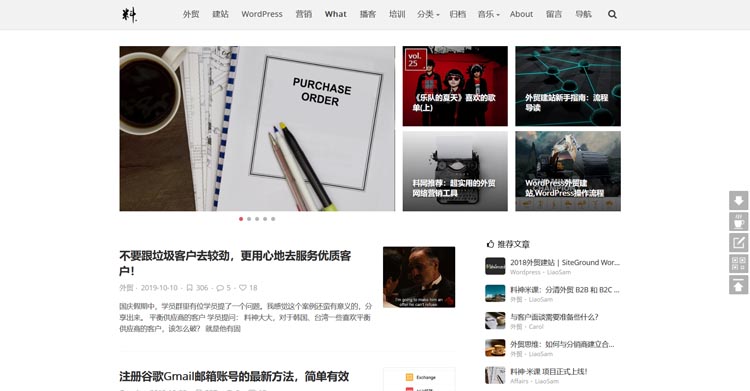 料.
外贸 建站 WordPress 营销 What 播客 培训 分类 归档 音乐 About 留言 导航
PURCHASE
ORDER
vol.
25
《乐队的夏天》喜欢的歌
单(上)
外贸建站新手指南：流程
导读
料网推荐：超实用的外贸
网络营销工具
WordPress外贸建
站,WordPress操作流程
不要跟垃圾客户去较劲，更用心地去服务优质客
户！
外贸 · 2019-10-10 · 306 · 5 · 18
国庆假期中，学员群里有位学员提了一个问题。我感觉这个案例还蛮有意义的，分
享出来。 平衡供应商的客户 学员提问： 料神大大，对于韩国、台湾一些喜欢平衡
供应商的客户，该怎么破？ 就是他有固
I'm going to make him an
offer he can't refuse
注册谷歌Gmail邮箱账号的最新方法，简单有效
Exchange
推荐文章
2018外贸建站 | SiteGround Wor...
Wordpress · LiaoSam
料神·米课：分清外贸 B2B 和 B2C ...
外贸 · LiaoSam
与客户面谈需要准备些什么？
外贸 · Carol
外贸思维：如何与分销商建立合...
外贸 · LiaoSam
料神·米课 项目正式上线！
Affairs · LiaoSam